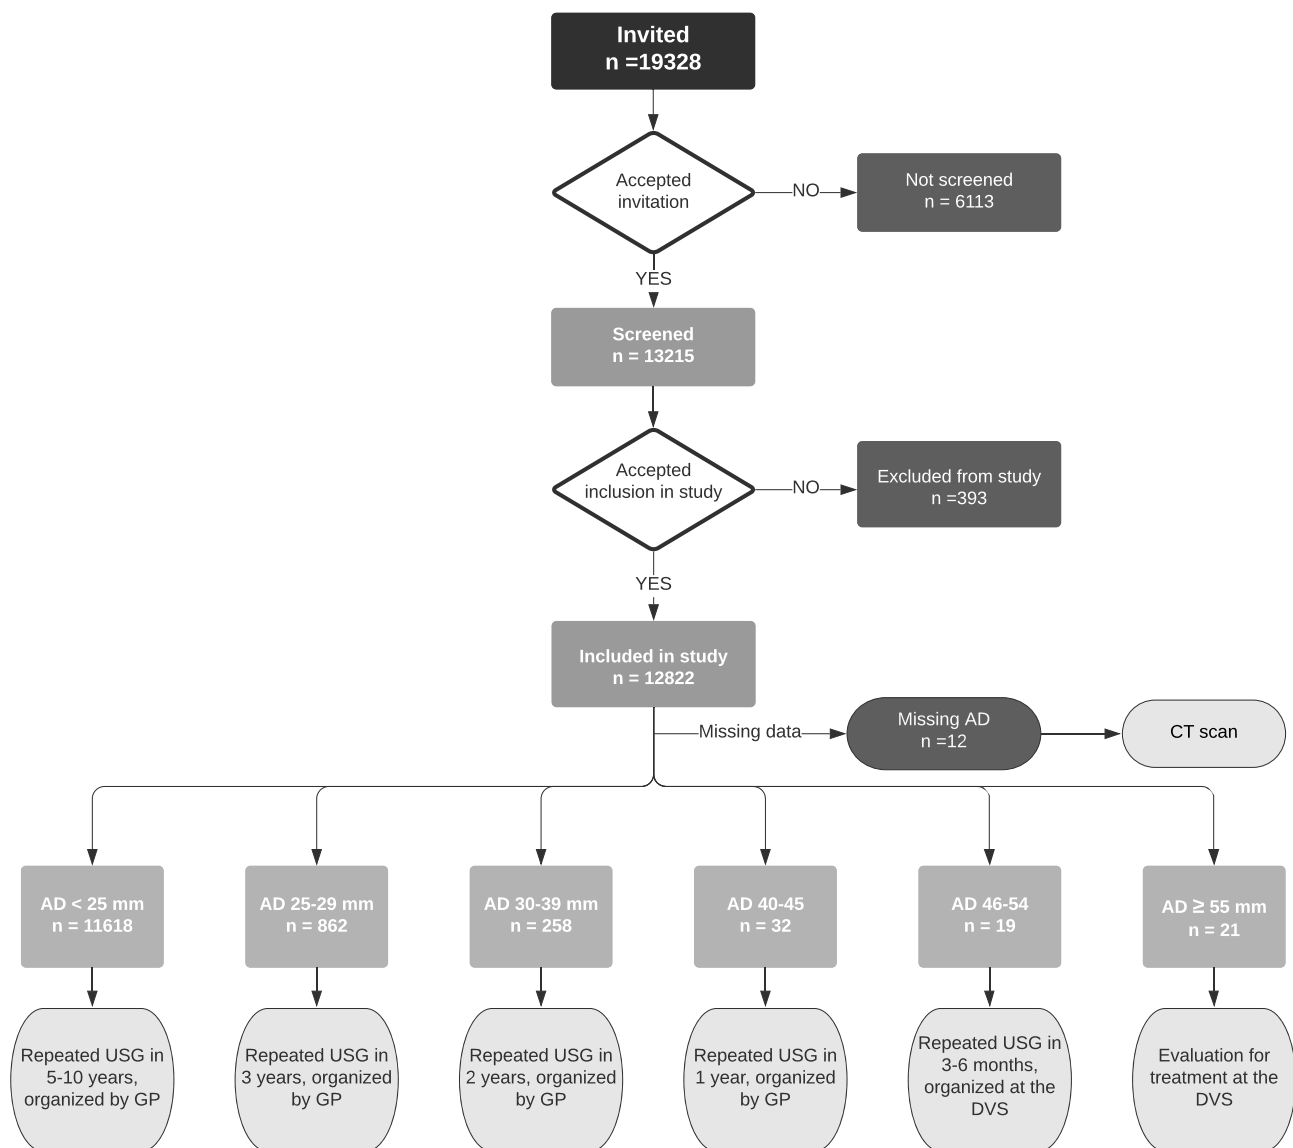 Invited
n =19328
Accepted
invitation
NO
Not screened
n = 6113
YES
Screened
n = 13215
Accepted
inclusion in study
NO
Excluded from study
n =393
YES
Included in study
n = 12822
Missing data
Missing AD
n =12
CT scan
AD < 25 mm
n = 11618
AD 25-29 mm
n = 862
AD 30-39 mm
n = 258
AD 40-45
n = 32
AD 46-54
n = 19
AD ≥ 55 mm
n = 21
Repeated USG in
5-10 years,
organized by GP
Repeated USG in
3 years, organized
by GP
Repeated USG in
2 years, organized
by GP
Repeated USG in
1 year, organized
by GP
Repeated USG in
3-6 months,
organized at the
DVS
Evaluation for
treatment at the
DVS